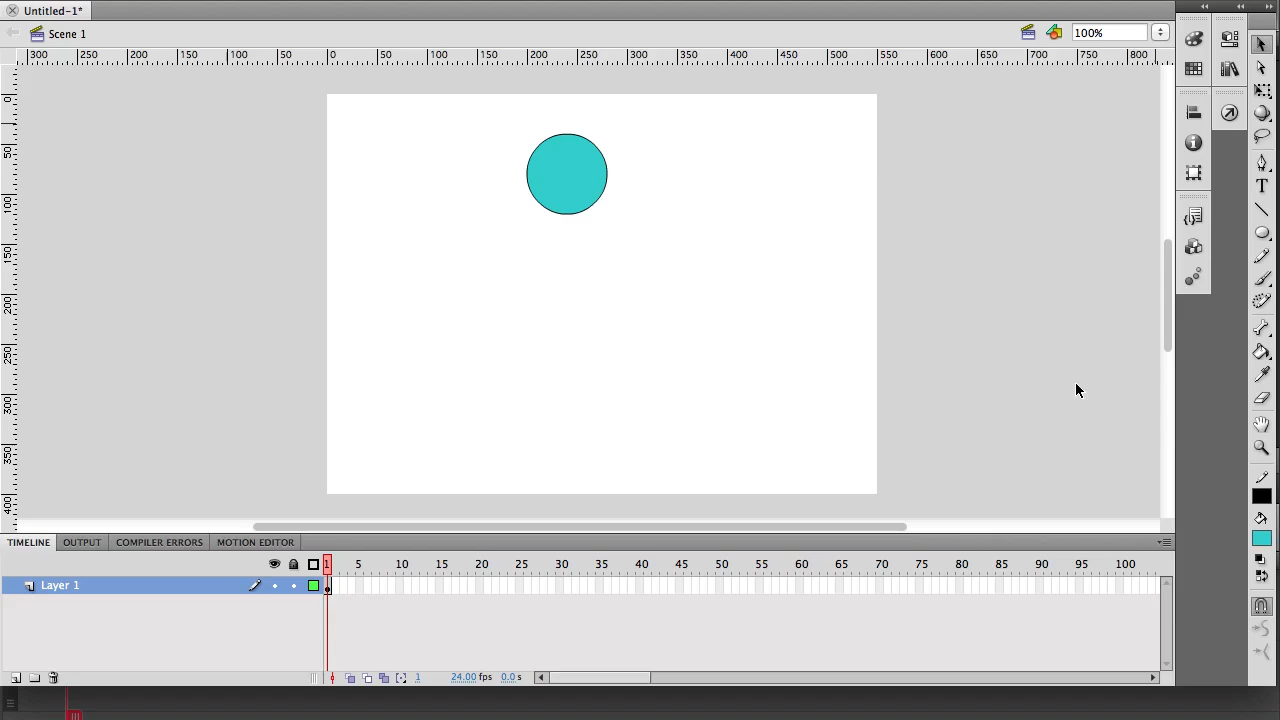 Untitled-1*
Scene 1
100%
300 250 200 150 100 50 0 50 100 150 200 250 300 350 400 450 500 550 600 650 700 750 800
0
50
100
150
200
250
300
350
400
TIMELINE OUTPUT COMPILER ERRORS MOTION EDITOR
1 5 10 15 20 25 30 35 40 45 50 55 60 65 70 75 80 85 90 95 100
Layer 1
1 24.00 fps 0.0 s